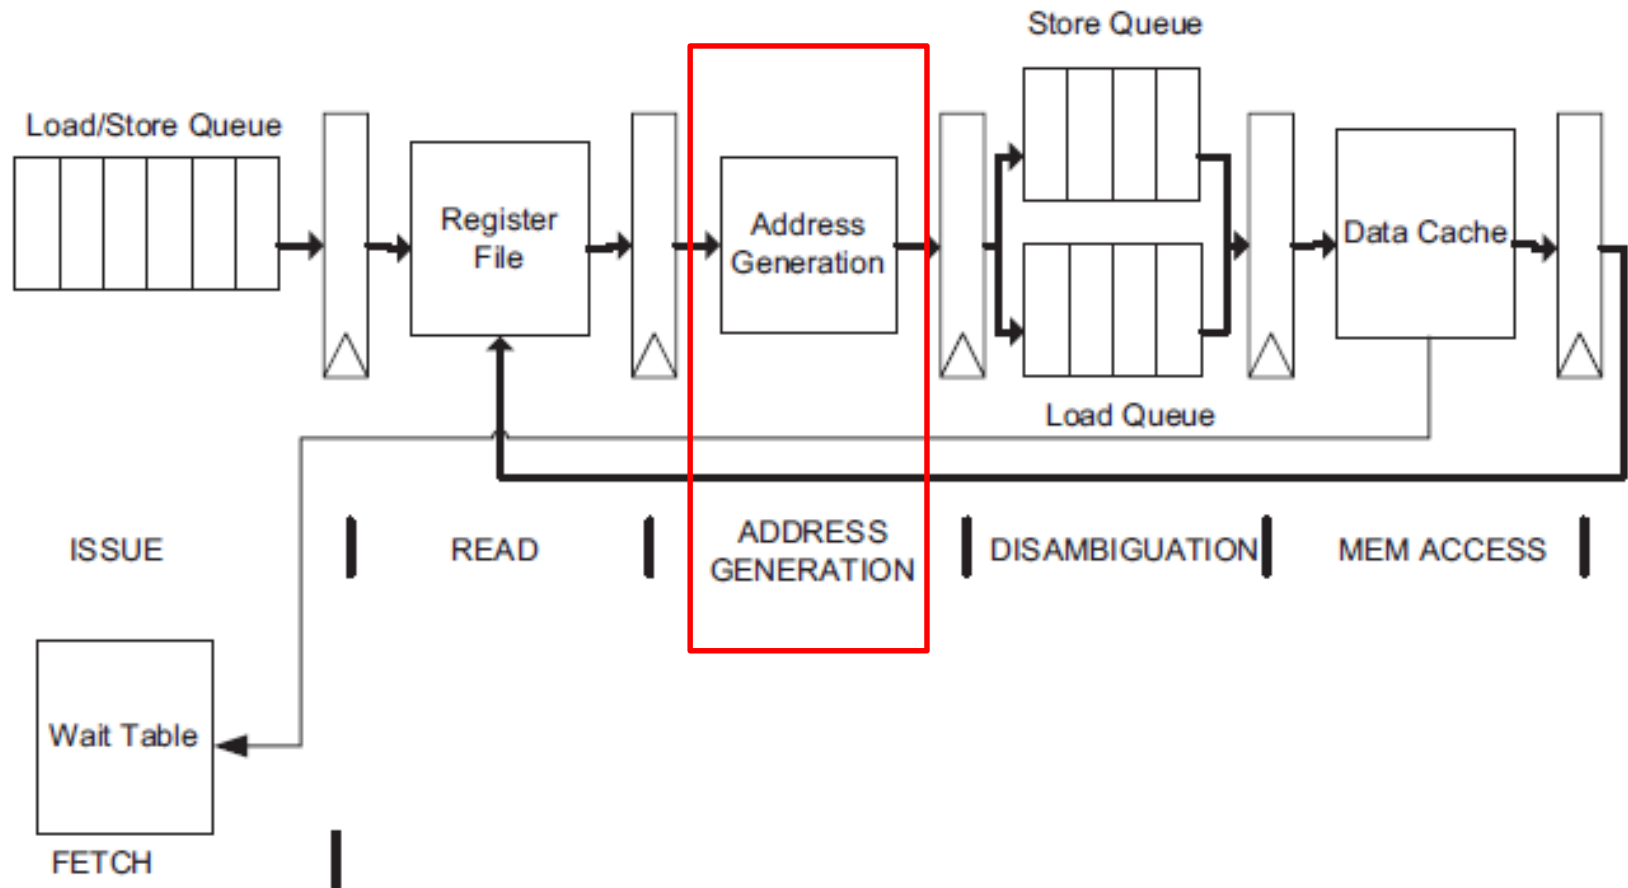 Store Queue
Load/Store Queue
Register
File
Address
Generation
Data Cache
Load Queue
ISSUE
READ
ADDRESS
GENERATION
DISAMBIGUATION
MEM ACCESS
Wait Table
FETCH